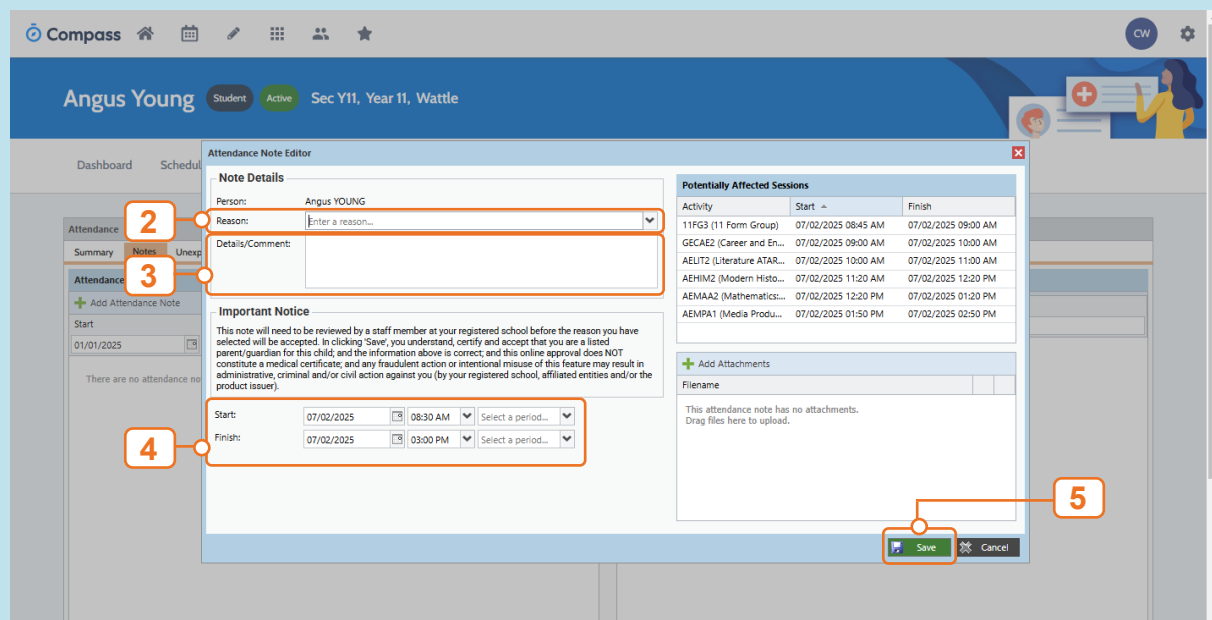 Compass
CW
Angus Young Student Active Sec Y11, Year 11, Wattle
Dashboard
Attendance Note Editor
Note Details
Person: Angus YOUNG
2
Reason: Enter a reason...
3
Details/Comment:
Important Notice
This note will need to be reviewed by a staff member at your registered school before the reason you have
selected will be accepted. In clicking 'Save', you understand, certify and accept that you are a listed
parent/guardian for this child; and the information above is correct; and this online approval does NOT
constitute a medical certificate; and any fraudulent action or intentional misuse of this feature may result in
administrative, criminal and/or civil action against you (by your registered school, affiliated entities and/or the
product issuer).
4
Start: 07/02/2025 08:30 AM Select a period...
Finish: 07/02/2025 03:00 PM Select a period...
Potentially Affected Sessions
Activity Start Finish
11FG3 (11 Form Group) 07/02/2025 08:45 AM 07/02/2025 09:00 AM
GECAE2 (Career and En... 07/02/2025 09:00 AM 07/02/2025 10:00 AM
AELIT2 (Literature ATAR... 07/02/2025 10:00 AM 07/02/2025 11:00 AM
AEHIM2 (Modern Histo... 07/02/2025 11:20 AM 07/02/2025 12:20 PM
AEMAA2 (Mathematics:... 07/02/2025 12:20 PM 07/02/2025 01:20 PM
AEMPA1 (Media Produ... 07/02/2025 01:50 PM 07/02/2025 02:50 PM
Add Attachments
Filename
This attendance note has no attachments.
Drag files here to upload.
5
Save Cancel
Attendance
Summary Notes
Attendance
Add Attendance Note
Start
01/01/2025
There are no attendance